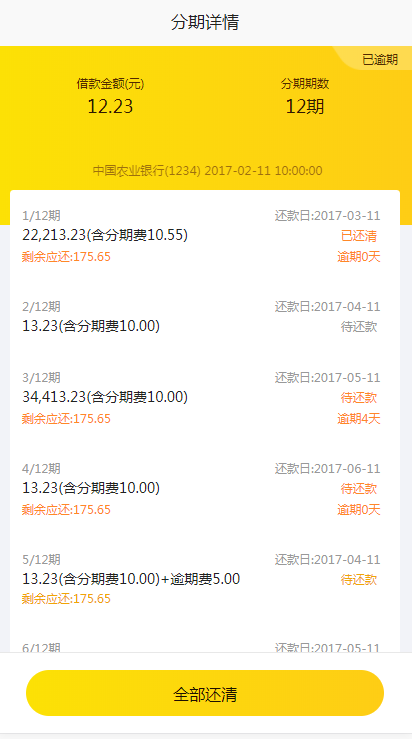 分期详情
已逾期
借款金额(元) 分期期数
12.23 12期
中国农业银行(1234) 2017-02-11 10:00:00
1/12期 还款日:2017-03-11
22,213.23(含分期费10.55) 已还清
剩余应还:175.65 逾期0天
2/12期 还款日:2017-04-11
13.23(含分期费10.00) 待还款
3/12期 还款日:2017-05-11
34,413.23(含分期费10.00) 待还款
剩余应还:175.65 逾期4天
4/12期 还款日:2017-06-11
13.23(含分期费10.00) 待还款
剩余应还:175.65 逾期0天
5/12期 还款日:2017-04-11
13.23(含分期费10.00)+逾期费5.00 待还款
剩余应还:175.65
6/12期 还款日:2017-05-11
全部还清